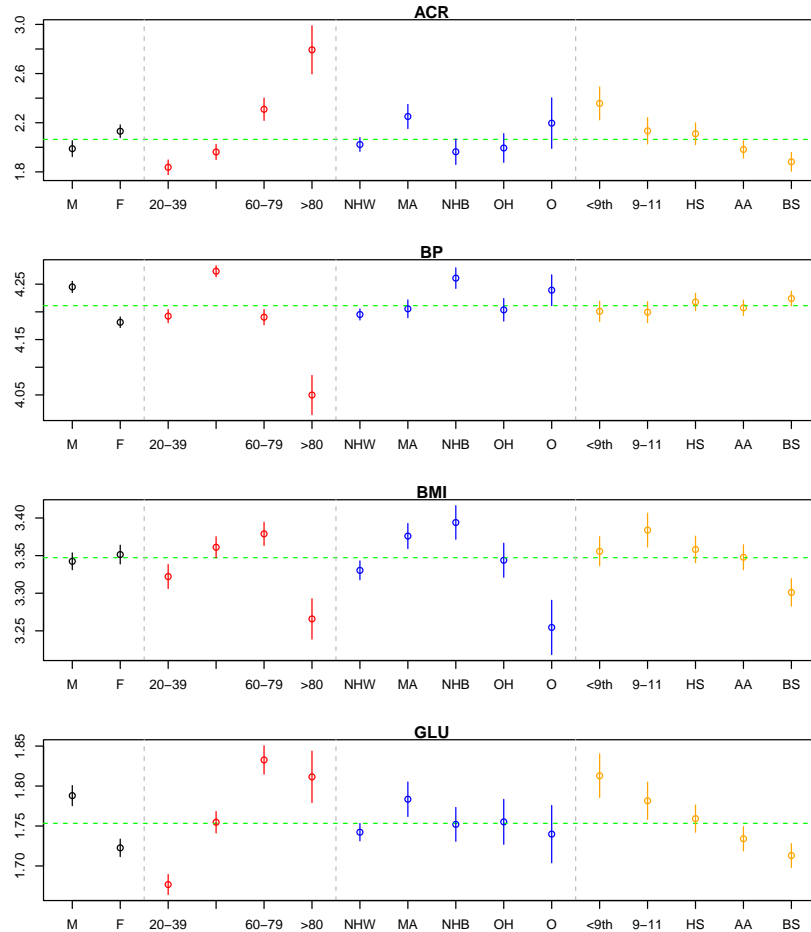 ACR
3.0
2.6
2.2
1.8
M F 20−39 60−79 >80 NHW MA NHB OH O <9th 9−11 HS AA BS
BP
4.25
4.15
4.05
M F 20−39 60−79 >80 NHW MA NHB OH O <9th 9−11 HS AA BS
BMI
3.40
3.35
3.30
3.25
M F 20−39 60−79 >80 NHW MA NHB OH O <9th 9−11 HS AA BS
GLU
1.85
1.80
1.75
1.70
M F 20−39 60−79 >80 NHW MA NHB OH O <9th 9−11 HS AA BS